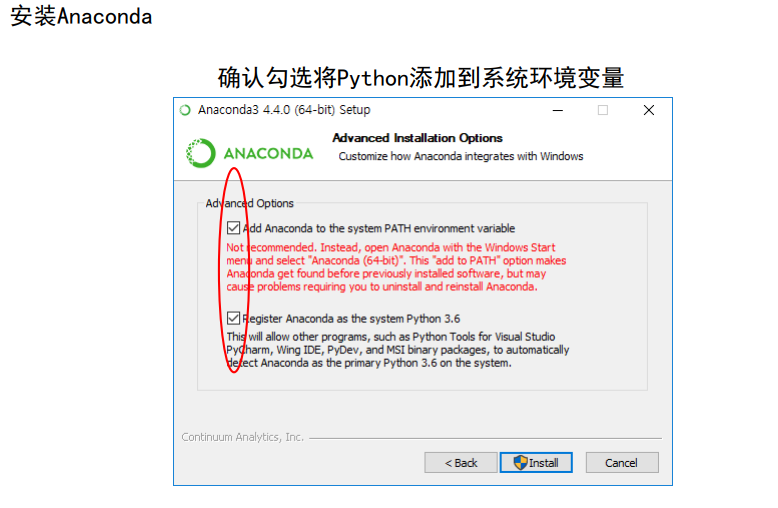 安装Anaconda
确认勾选将Python添加到系统环境变量
Anaconda3 4.4.0 (64-bit) Setup
ANACONDA
Advanced Installation Options
Customize how Anaconda integrates with Windows
Advanced Options
Add Anaconda to the system PATH environment variable
Not recommended. Instead, open Anaconda with the Windows Start
menu and select "Anaconda (64-bit)". This "add to PATH" option makes
Anaconda get found before previously installed software, but may
cause problems requiring you to uninstall and reinstall Anaconda.
Register Anaconda as the system Python 3.6
This will allow other programs, such as Python Tools for Visual Studio
PyCharm, Wing IDE, PyDev, and MSI binary packages, to automatically
detect Anaconda as the primary Python 3.6 on the system.
Continuum Analytics, Inc.
< Back
Install
Cancel